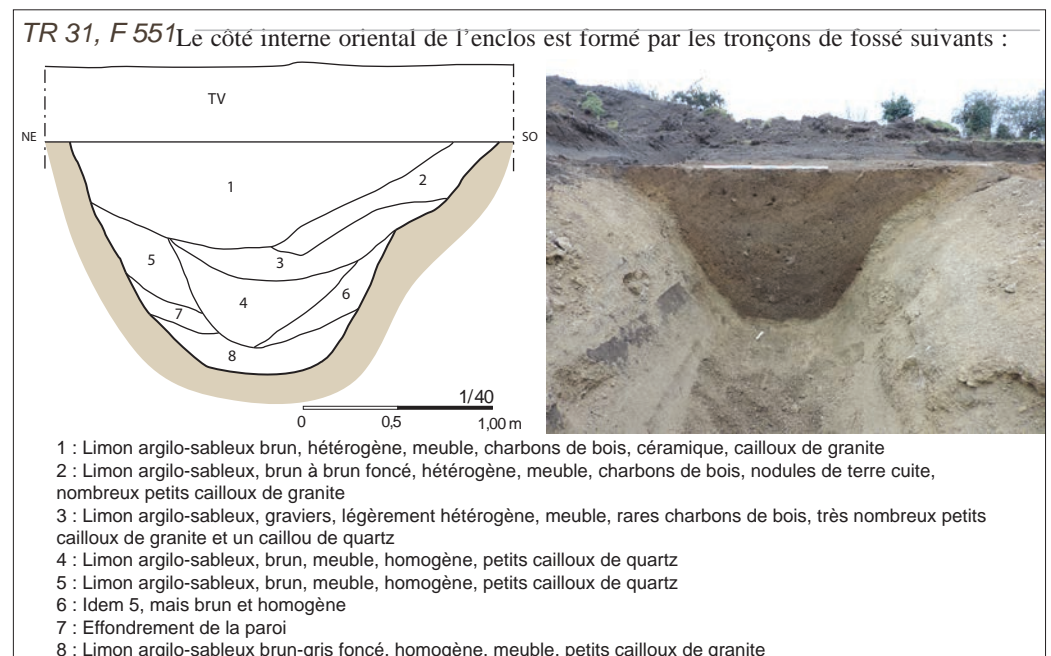 TR 31, F 551 Le côté interne oriental de l’enclos est formé par les tronçons de fossé suivants :
TV
NE
SO
1
2
3
5
4
6
7
8
1/40
0 0,5 1,00 m
1 : Limon argilo-sableux brun, hétérogène, meuble, charbons de bois, céramique, cailloux de granite
2 : Limon argilo-sableux, brun à brun foncé, hétérogène, meuble, charbons de bois, nodules de terre cuite,
nombreux petits cailloux de granite
3 : Limon argilo-sableux, graviers, légèrement hétérogène, meuble, rares charbons de bois, très nombreux petits
cailloux de granite et un caillou de quartz
4 : Limon argilo-sableux, brun, meuble, homogène, petits cailloux de quartz
5 : Limon argilo-sableux, brun, meuble, homogène, petits cailloux de quartz
6 : Idem 5, mais brun et homogène
7 : Effondrement de la paroi
8 : Limon argilo-sableux brun-gris foncé, homogène, meuble, petits cailloux de granite